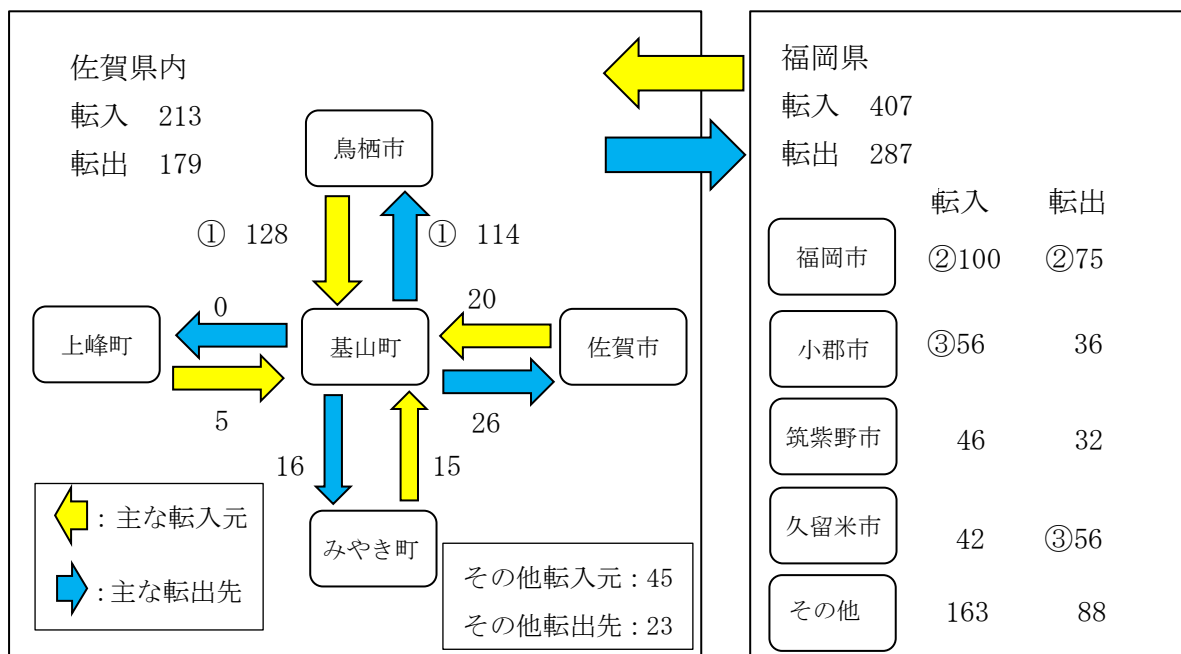 佐賀県内
転入 213
転出 179
鳥栖市
① 128
① 114
0
20
上峰町
基山町
佐賀市
5
26
16
15
みやき町
：主な転入元
：主な転出先
その他転入元：45
その他転出先：23
福岡県
転入 407
転出 287
転入 転出
福岡市 ②100 ②75
小郡市 ③56 36
筑紫野市 46 32
久留米市 42 ③56
その他 163 88